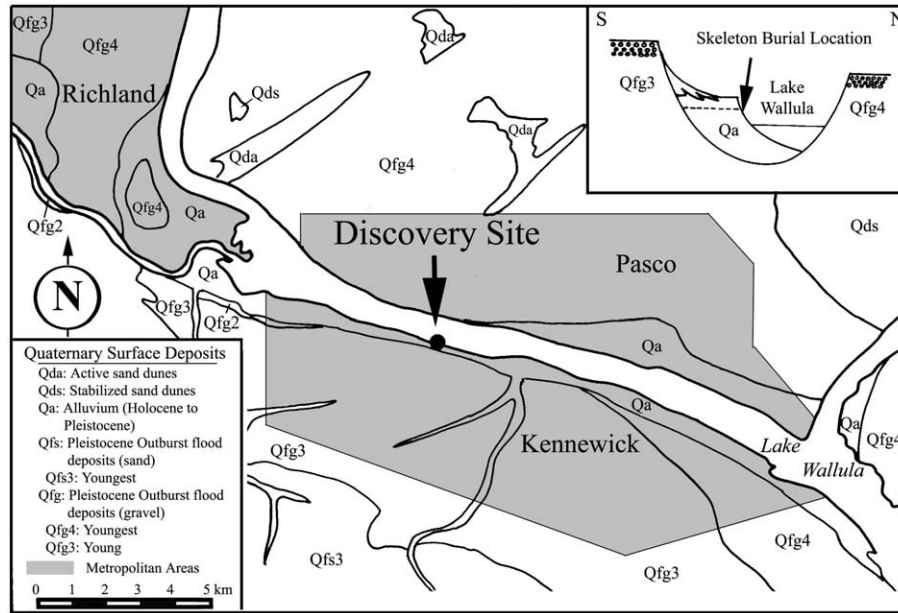 Qfg3
Qfg4
Qa
Richland
Qds
Qda
Qda
Qda
Qfg4
Qfg4
Qa
Qfg2
Qa
Qfg3
Qfg2
N
S
N
Skeleton Burial Location
Qfg3
Lake
Wallula
Qfg4
Qa
Discovery Site
Pasco
Qds
Qa
Kennewick
Qa
Lake
Wallula
Qa
Qfg4
Qfg3
Qfs3
Qfg3
Qfg4
Quaternary Surface Deposits
Qda: Active sand dunes
Qds: Stabilized sand dunes
Qa: Alluvium (Holocene to
Pleistocene)
Qfs: Pleistocene Outburst flood
deposits (sand)
Qfs3: Youngest
Qfg: Pleistocene Outburst flood
deposits (gravel)
Qfg4: Youngest
Qfg3: Young
Metropolitan Areas
0 1 2 3 4 5 km